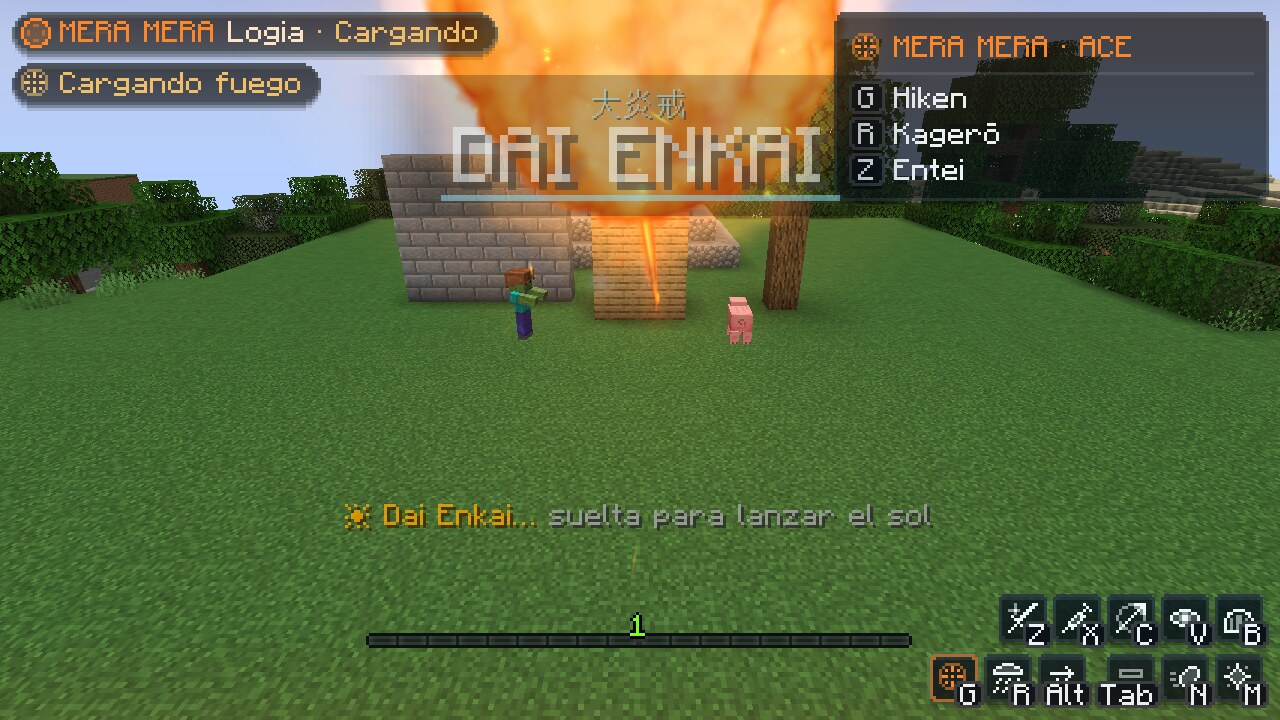 MERA MERA Logia · Cargando
Cargando fuego
大炎戒
DAI ENKAI
MERA MERA · ACE
G Hiken
R Kagerō
Z Entei
Dai Enkai... suelta para lanzar el sol
1
Z X C V B
G R Alt Tab N M